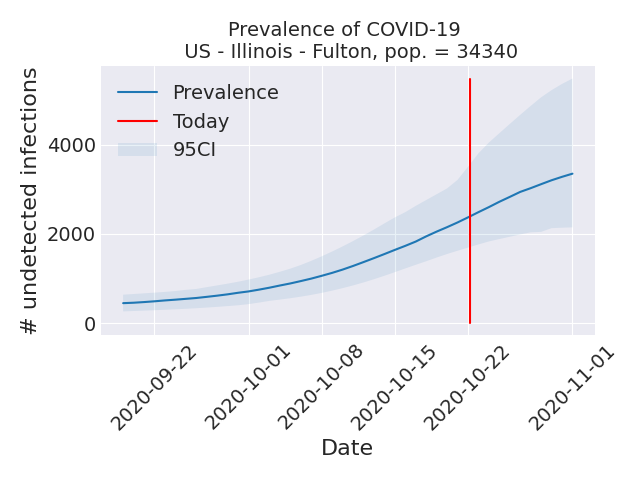 Prevalence of COVID-19
US - Illinois - Fulton, pop. = 34340
# undetected infections
4000
2000
0
Prevalence
Today
95CI
2020-09-22
2020-10-01
2020-10-08
2020-10-15
2020-10-22
2020-11-01
Date